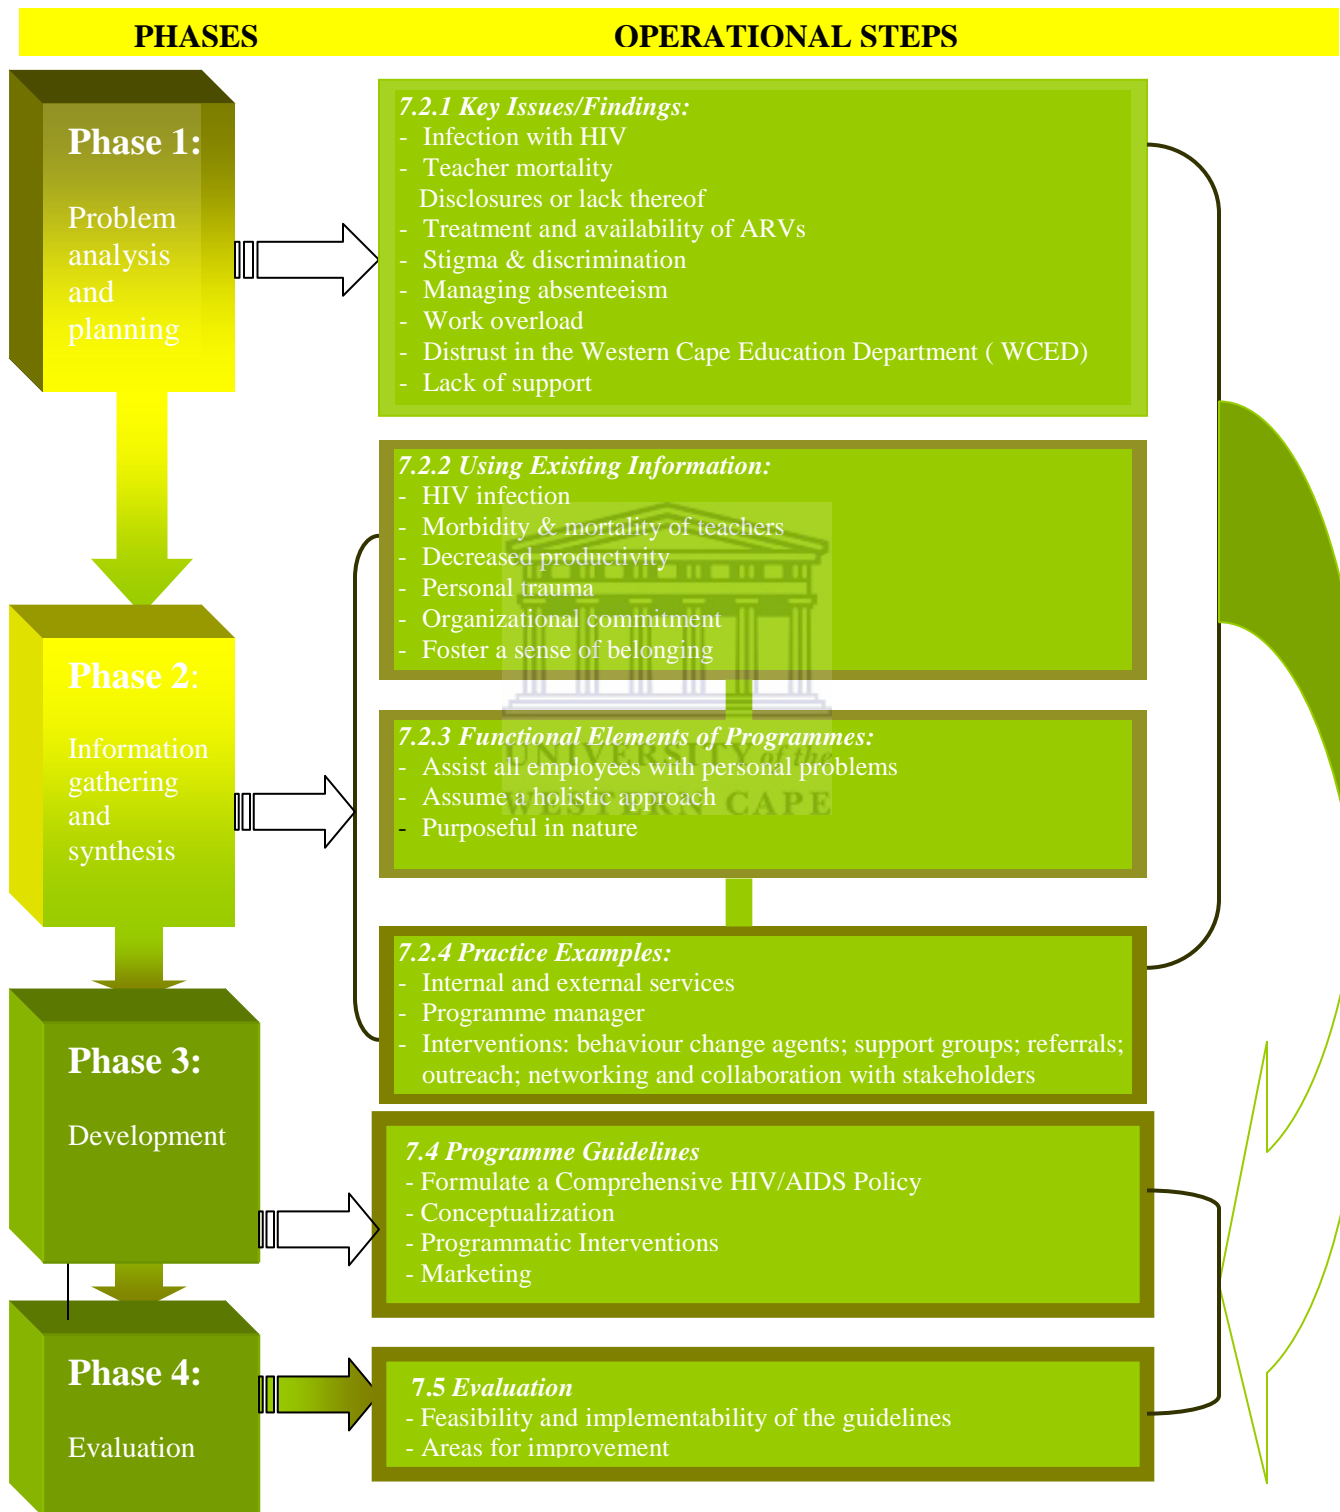 PHASES OPERATIONAL STEPS
Phase 1:
Problem
analysis
and
planning
7.2.1 Key Issues/Findings:
- Infection with HIV
- Teacher mortality
Disclosures or lack thereof
- Treatment and availability of ARVs
- Stigma & discrimination
- Managing absenteeism
- Work overload
- Distrust in the Western Cape Education Department ( WCED)
- Lack of support
Phase 2:
Information
gathering
and
synthesis
7.2.2 Using Existing Information:
- HIV infection
- Morbidity & mortality of teachers
- Decreased productivity
- Personal trauma
- Organizational commitment
- Foster a sense of belonging
7.2.3 Functional Elements of Programmes:
- Assist all employees with personal problems
- Assume a holistic approach
- Purposeful in nature
UNIVERSITY of the
WESTERN CAPE
7.2.4 Practice Examples:
- Internal and external services
- Programme manager
- Interventions: behaviour change agents; support groups; referrals;
outreach; networking and collaboration with stakeholders
Phase 3:
Development
7.4 Programme Guidelines
- Formulate a Comprehensive HIV/AIDS Policy
- Conceptualization
- Programmatic Interventions
- Marketing
Phase 4:
Evaluation
7.5 Evaluation
- Feasibility and implementability of the guidelines
- Areas for improvement